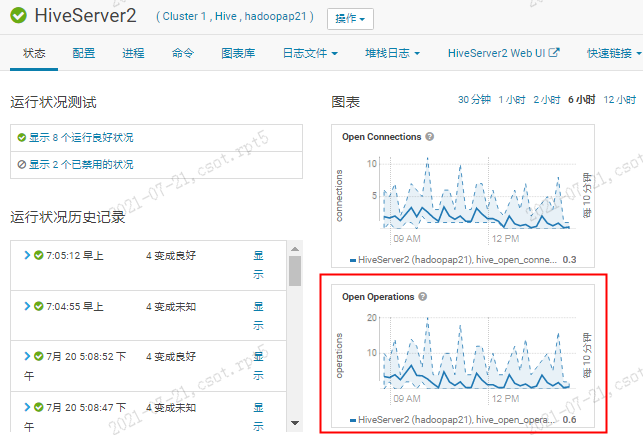 HiveServer2 ( Cluster 1 , Hive , hadoopap21 ) 操作
状态 配置 进程 命令 图表库 日志文件 堆栈日志 HiveServer2 Web UI 快速链接
运行状况测试
显示 8 个运行良好状况
显示 2 个已禁用的状况
运行状况历史记录
7:05:12 早上 4 变成良好 显示
7:04:55 早上 4 变成未知 显示
7月 20 5:08:52 下午 4 变成良好 显示
7月 20 5:08:47 下午 4 变成未知 显示
图表 30 分钟 1 小时 2 小时 6 小时 12 小时
Open Connections
connections
10
5
09 AM 12 PM
每 10 分钟
HiveServer2 (hadoopap21), hive_open_conne... 0.3
Open Operations
operations
20
10
09 AM 12 PM
每 10 分钟
HiveServer2 (hadoopap21), hive_open_opera... 0.6
2021-07-21,csot.rpt5